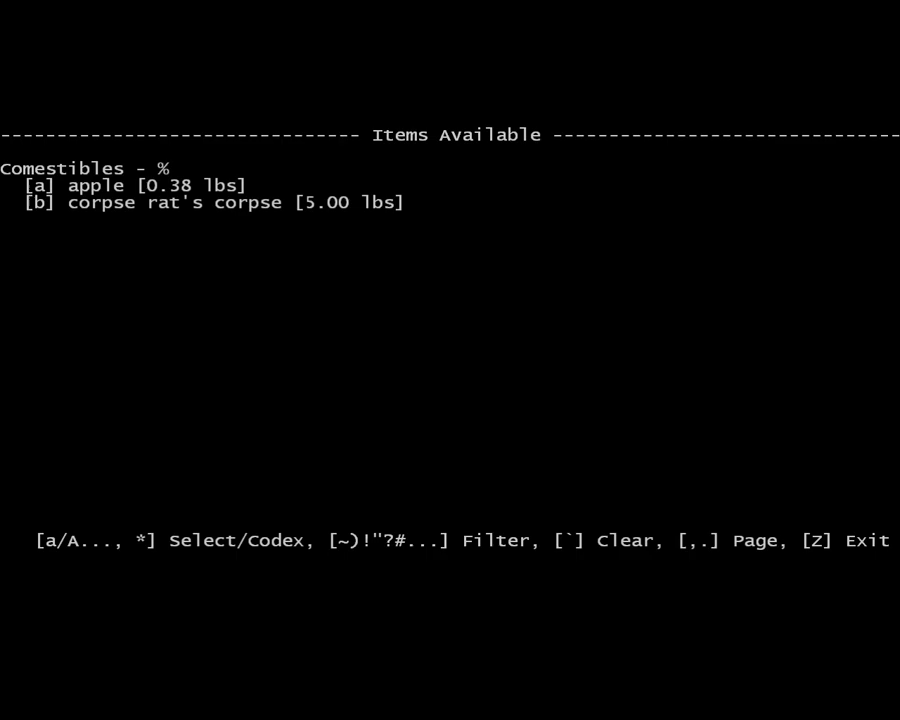 -------------------------------- Items Available -------------------------------
Comestibles - %
[a] apple [0.38 lbs]
[b] corpse rat's corpse [5.00 lbs]
[a/A..., *] Select/Codex, [~)!"?#...] Filter, [`] Clear, [,.] Page, [Z] Exit